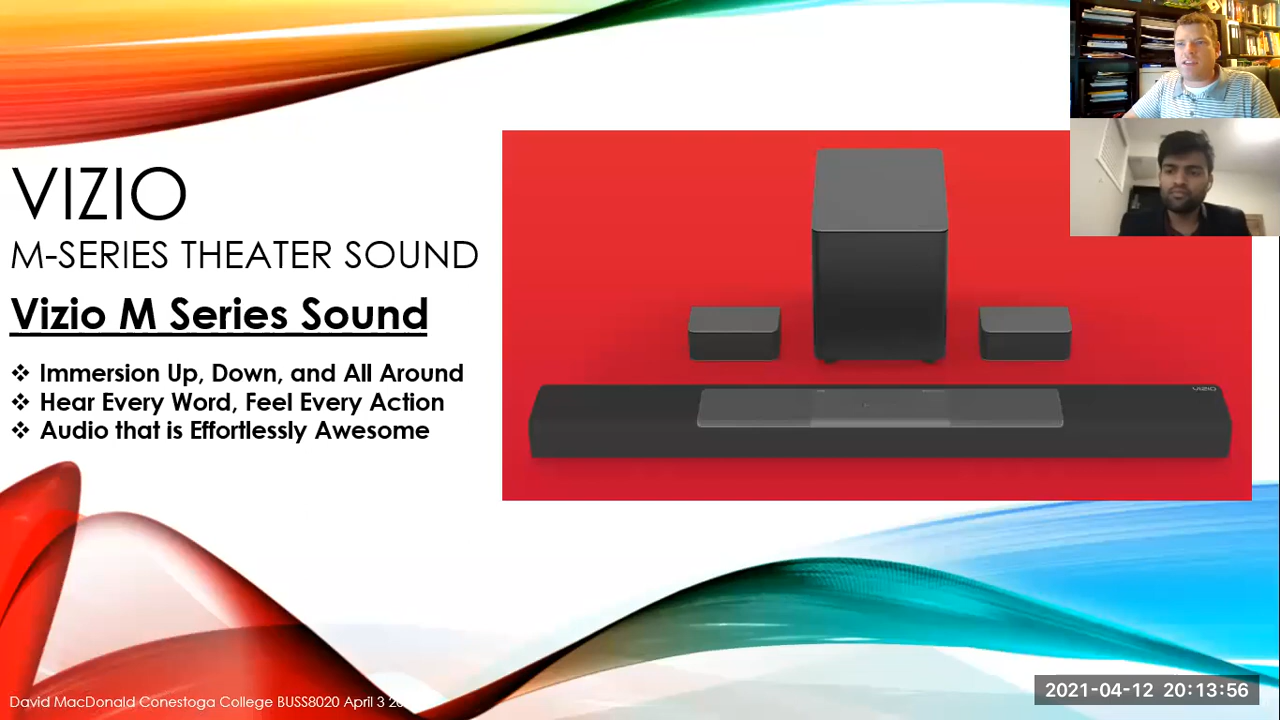 VIZIO
M-SERIES THEATER SOUND
Vizio M Series Sound
❖ Immersion Up, Down, and All Around
❖ Hear Every Word, Feel Every Action
❖ Audio that is Effortlessly Awesome
VIZIO
David MacDonald Conestoga College BUSS8020 April 3
2021-04-12 20:13:56